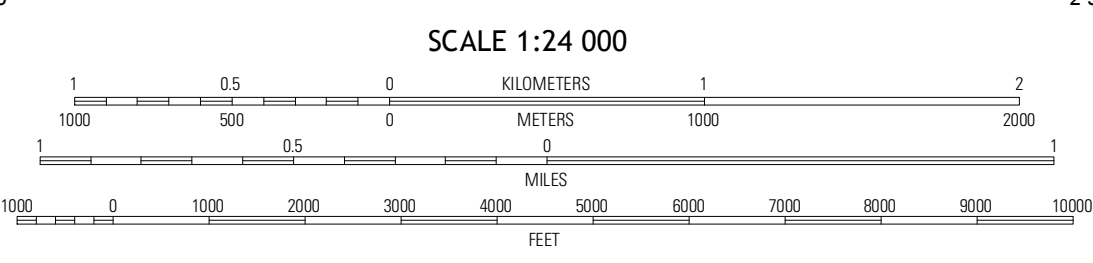 SCALE 1:24 000
1 0.5 0 KILOMETERS 1 2
1000 500 0 METERS 1000 2000
1 0.5 0 1
MILES
1000 0 1000 2000 3000 4000 5000 6000 7000 8000 9000 10000
FEET